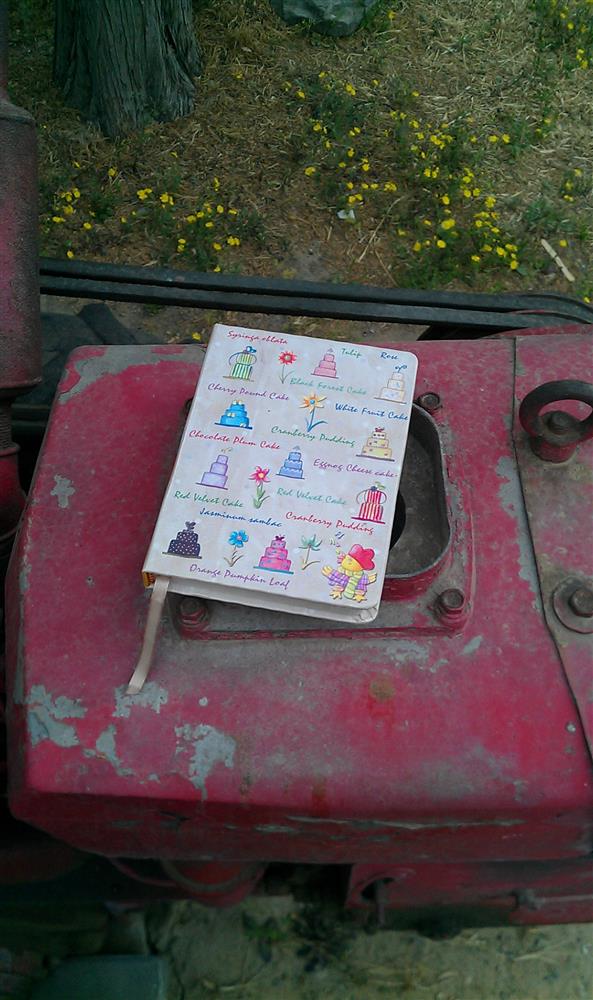 Syringa oblata
Tulip
Rose
Black Forest Cake
Cherry Pound Cake
White Fruit Cake
Cranberry Pudding
Chocolate Plum Cake
Eggnog Cheese cake
Red Velvet Cake
Red Velvet Cake
Jasminum sambac
Cranberry Pudding
Orange Pumpkin Loaf